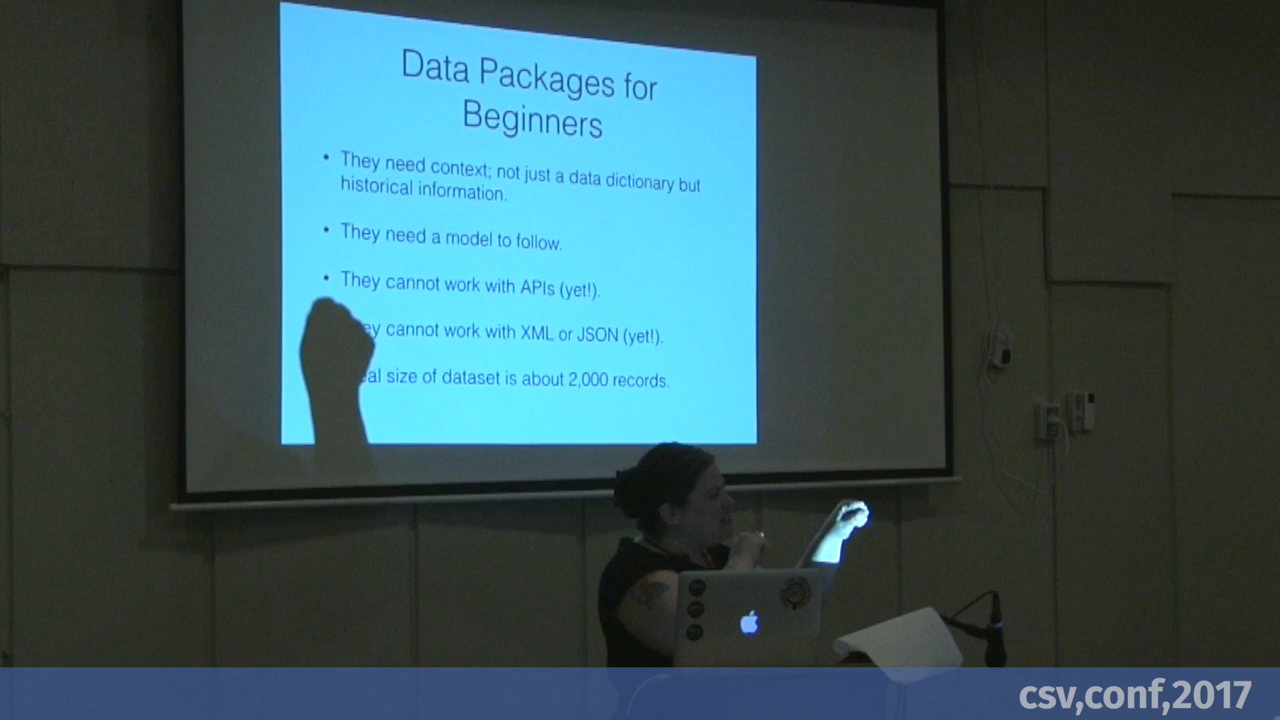 Data Packages for
Beginners
• They need context; not just a data dictionary but
historical information.
• They need a model to follow.
• They cannot work with APIs (yet!).
ey cannot work with XML or JSON (yet!).
eal size of dataset is about 2,000 records.
csv,conf,2017